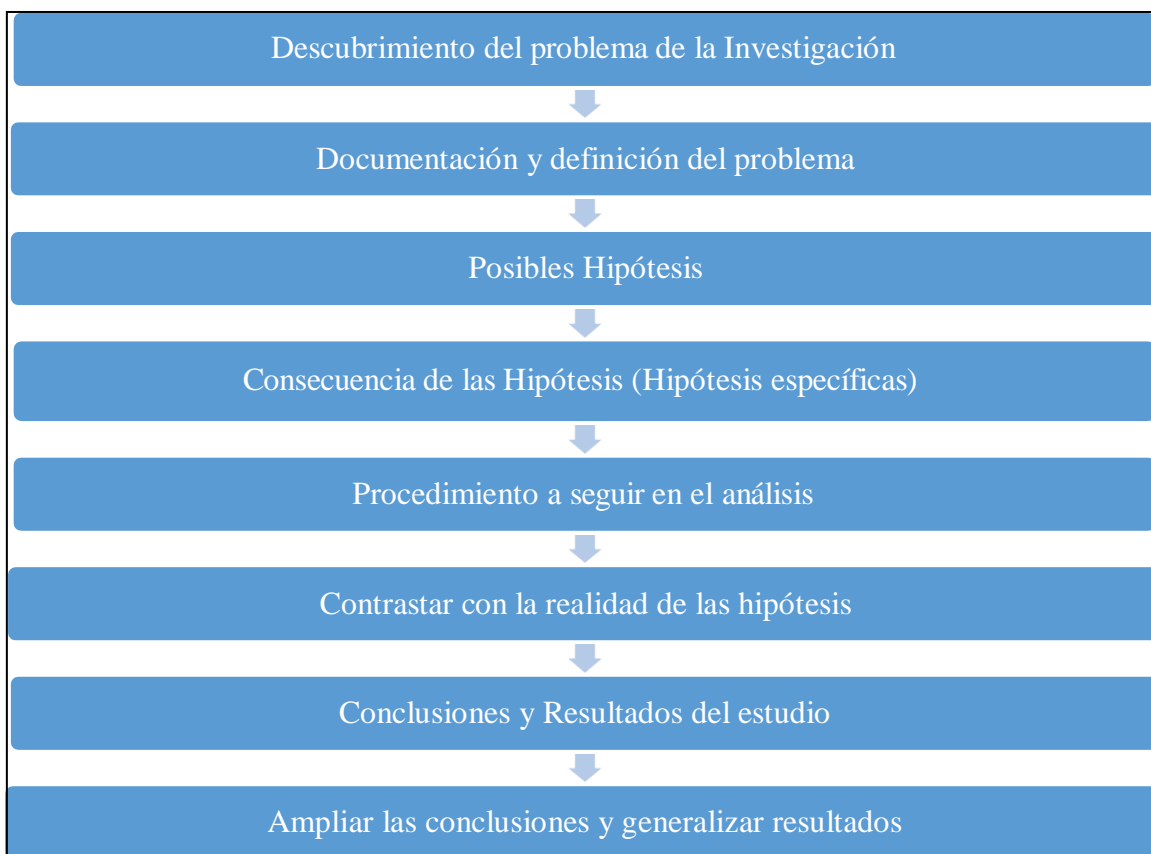 Descubrimiento del problema de la Investigación
Documentación y definición del problema
Posibles Hipótesis
Consecuencia de las Hipótesis (Hipótesis específicas)
Procedimiento a seguir en el análisis
Contrastar con la realidad de las hipótesis
Conclusiones y Resultados del estudio
Ampliar las conclusiones y generalizar resultados